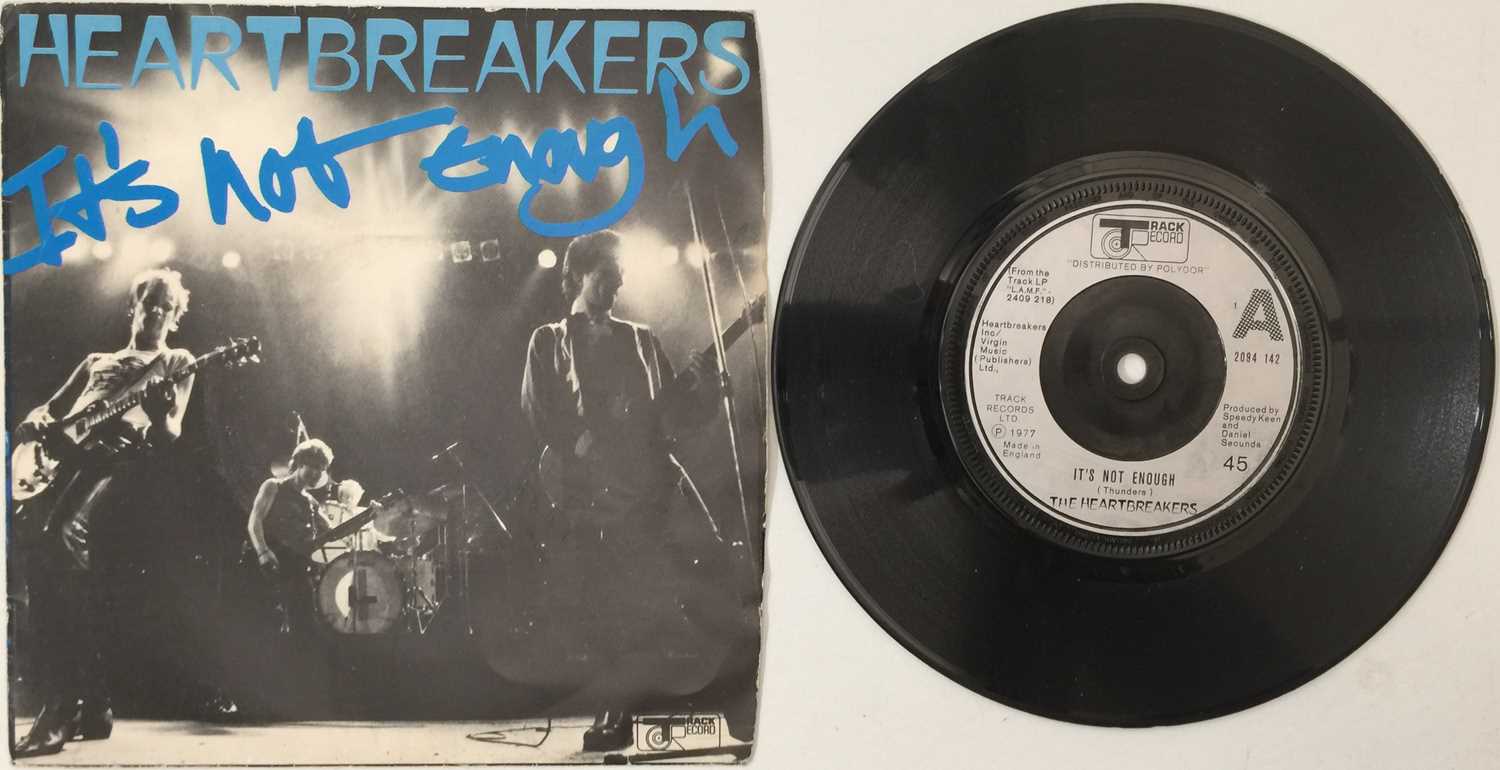 HEARTBREAKERS
It's not enough
TRACK
RECORD
TRACK
RECORD
"DISTRIBUTED BY POLYDOR"
(From the
Track LP
"L.A.M.F." -
2409 218)
Heartbreakers
Inc/
Virgin
Music
(Publishers)
Ltd.,
TRACK
RECORDS
LTD.
Ⓟ 1977
Made in
England
1
A
2094 142
Produced by
Speedy Keen
and
Daniel
Secunda
45
IT'S NOT ENOUGH
(Thunders)
THE HEARTBREAKERS